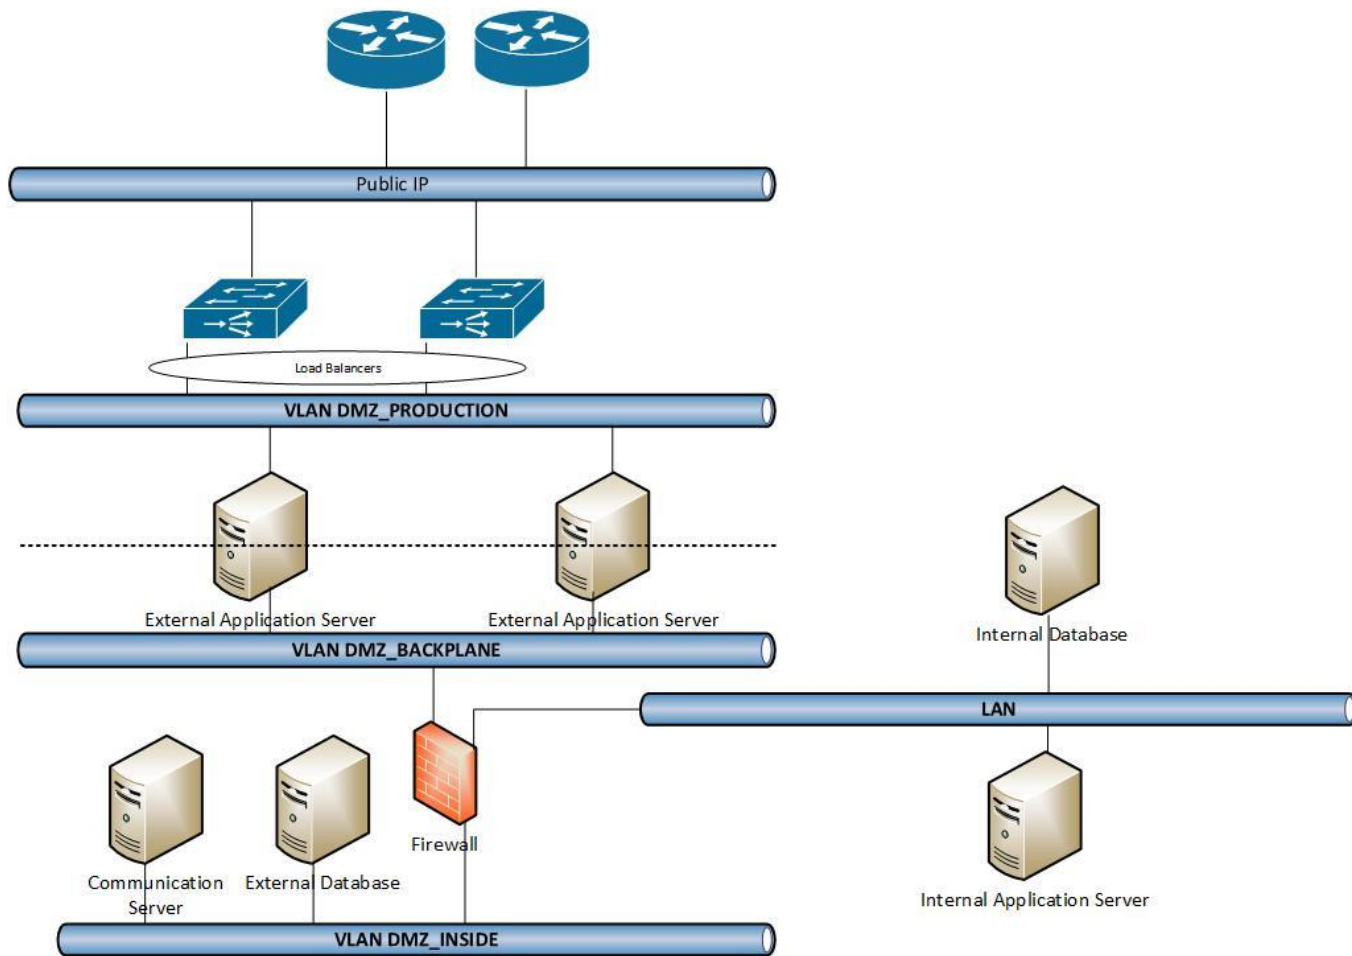 Public IP
Load Balancers
VLAN DMZ_PRODUCTION
External Application Server
External Application Server
VLAN DMZ_BACKPLANE
Internal Database
LAN
Firewall
Communication
Server
External Database
Internal Application Server
VLAN DMZ_INSIDE